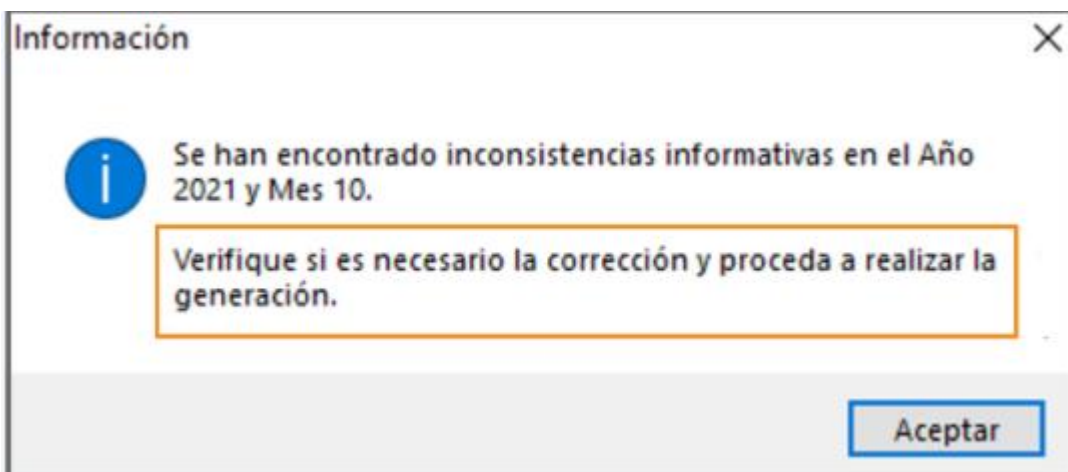 Información
Se han encontrado inconsistencias informativas en el Año
2021 y Mes 10.
Verifique si es necesario la corrección y proceda a realizar la
generación.
Aceptar